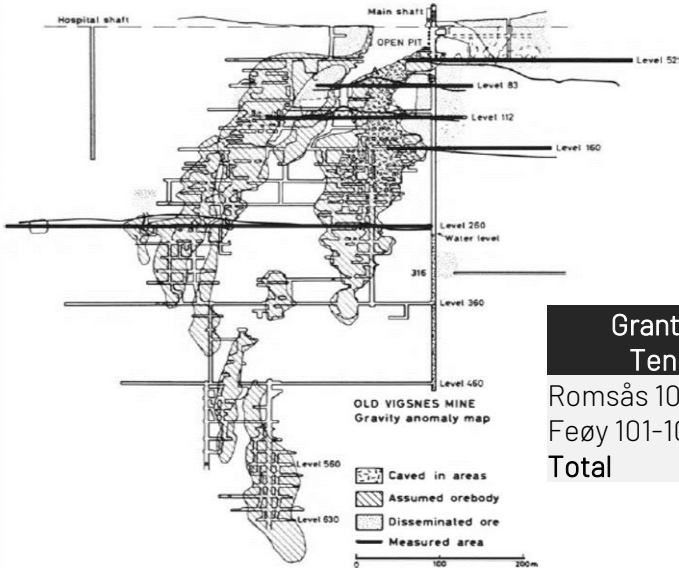 Hospital shaft
Main shaft
OPEN PIT
Level 83
Level 112
Level 160
Level 260
Water level
316
Level 360
Level 460
OLD VIGSNES MINE
Gravity anomaly map
Level 560
Level 630
Caved in areas
Assumed orebody
Disseminated ore
Measured area
0 100 200m
Grant
Ten
Romsås 10
Feøy 101-10
Total